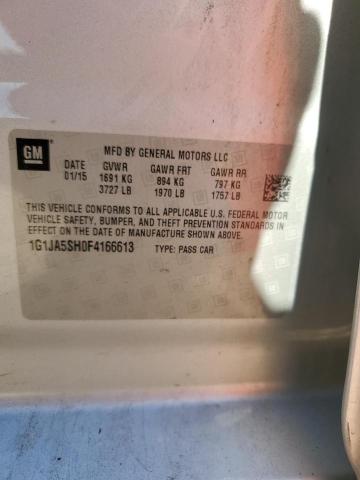 GM
MFD BY GENERAL MOTORS LLC
DATE GVWR GAWR FRT GAWR RR
01/15 1691 KG 894 KG 797 KG
3727 LB 1970 LB 1757 LB
THIS VEHICLE CONFORMS TO ALL APPLICABLE U.S. FEDERAL MOTOR
VEHICLE SAFETY, BUMPER, AND THEFT PREVENTION STANDARDS IN
EFFECT ON THE DATE OF MANUFACTURE SHOWN ABOVE.
1G1JA5SH0F4166613 TYPE: PASS CAR